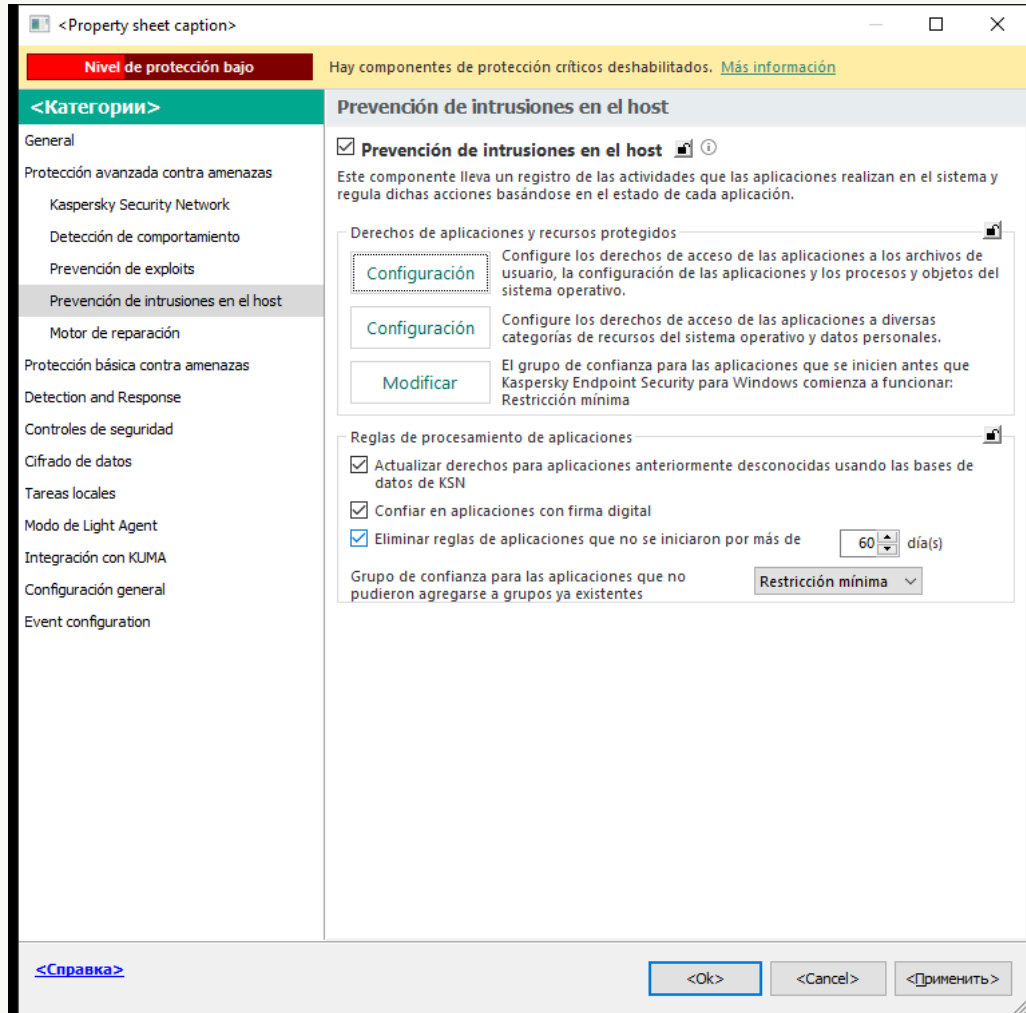 <Property sheet caption>
Nivel de protección bajo
Hay componentes de protección críticos deshabilitados. Más información
<Категории>
General
Protección avanzada contra amenazas
Kaspersky Security Network
Detección de comportamiento
Prevención de exploits
Prevención de intrusiones en el host
Motor de reparación
Protección básica contra amenazas
Detection and Response
Controles de seguridad
Cifrado de datos
Tareas locales
Modo de Light Agent
Integración con KUMA
Configuración general
Event configuration
Prevención de intrusiones en el host
Prevención de intrusiones en el host
Este componente lleva un registro de las actividades que las aplicaciones realizan en el sistema y
regula dichas acciones basándose en el estado de cada aplicación.
Derechos de aplicaciones y recursos protegidos
Configuración
Configure los derechos de acceso de las aplicaciones a los archivos de
usuario, la configuración de las aplicaciones y los procesos y objetos del
sistema operativo.
Configuración
Configure los derechos de acceso de las aplicaciones a diversas
categorías de recursos del sistema operativo y datos personales.
Modificar
El grupo de confianza para las aplicaciones que se inicien antes que
Kaspersky Endpoint Security para Windows comienza a funcionar:
Restricción mínima
Reglas de procesamiento de aplicaciones
Actualizar derechos para aplicaciones anteriormente desconocidas usando las bases de
datos de KSN
Confiar en aplicaciones con firma digital
Eliminar reglas de aplicaciones que no se iniciaron por más de 60 día(s)
Grupo de confianza para las aplicaciones que no
pudieron agregarse a grupos ya existentes
Restricción mínima
<Справка>
<Ok>
<Cancel>
<Применить>